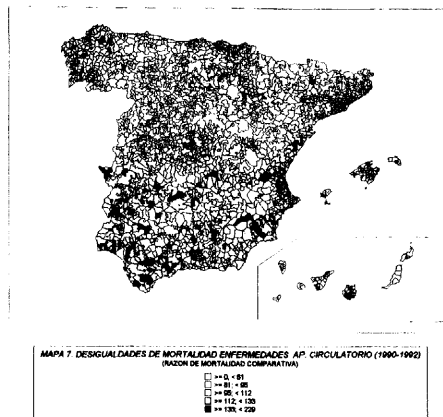 MAPA 7. DESIGUALDADES DE MORTALIDAD ENFERMEDADES AP. CIRCULATORIO (1990-1992)
(RAZON DE MORTALIDAD COMPARATIVA)
>= 0; < 81
>= 81; < 95
>= 95; < 112
>= 112; < 133
>= 133; < 239